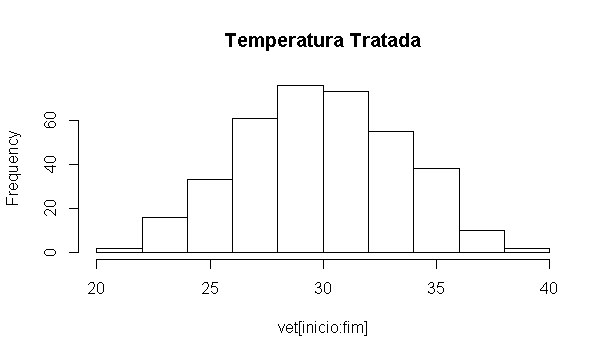 Temperatura Tratada
Frequency
60
40
20
0
20 25 30 35 40
vet[inicio:fim]